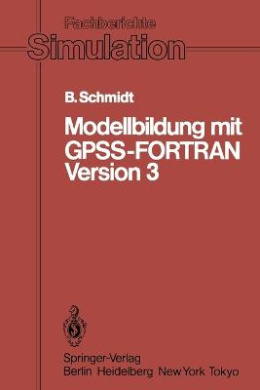 Fachberichte
Simulation
B. Schmidt
Modellbildung mit
GPSS-FORTRAN
Version 3
Springer-Verlag
Berlin Heidelberg New York Tokyo